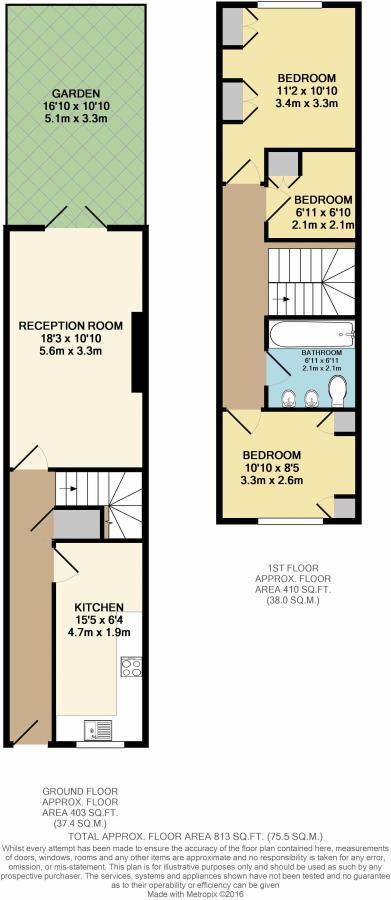 GARDEN
16'10 x 10'10
5.1m x 3.3m
RECEPTION ROOM
18'3 x 10'10
5.6m x 3.3m
KITCHEN
15'5 x 6'4
4.7m x 1.9m
GROUND FLOOR
APPROX. FLOOR
AREA 403 SQ.FT.
(37.4 SQ.M.)
BEDROOM
11'2 x 10'10
3.4m x 3.3m
BEDROOM
6'11 x 6'10
2.1m x 2.1m
BATHROOM
6'11 x 6'11
2.1m x 2.1m
BEDROOM
10'10 x 8'5
3.3m x 2.6m
1ST FLOOR
APPROX. FLOOR
AREA 410 SQ.FT.
(38.0 SQ.M.)
TOTAL APPROX. FLOOR AREA 813 SQ.FT. (75.5 SQ.M.)
Whilst every attempt has been made to ensure the accuracy of the floor plan contained here, measurements
of doors, windows, rooms and any other items are approximate and no responsibility is taken for any error,
omission, or mis-statement. This plan is for illustrative purposes only and should be used as such by any
prospective purchaser. The services, systems and appliances shown have not been tested and no guarantee
as to their operability or efficiency can be given
Made with Metropix ©2016